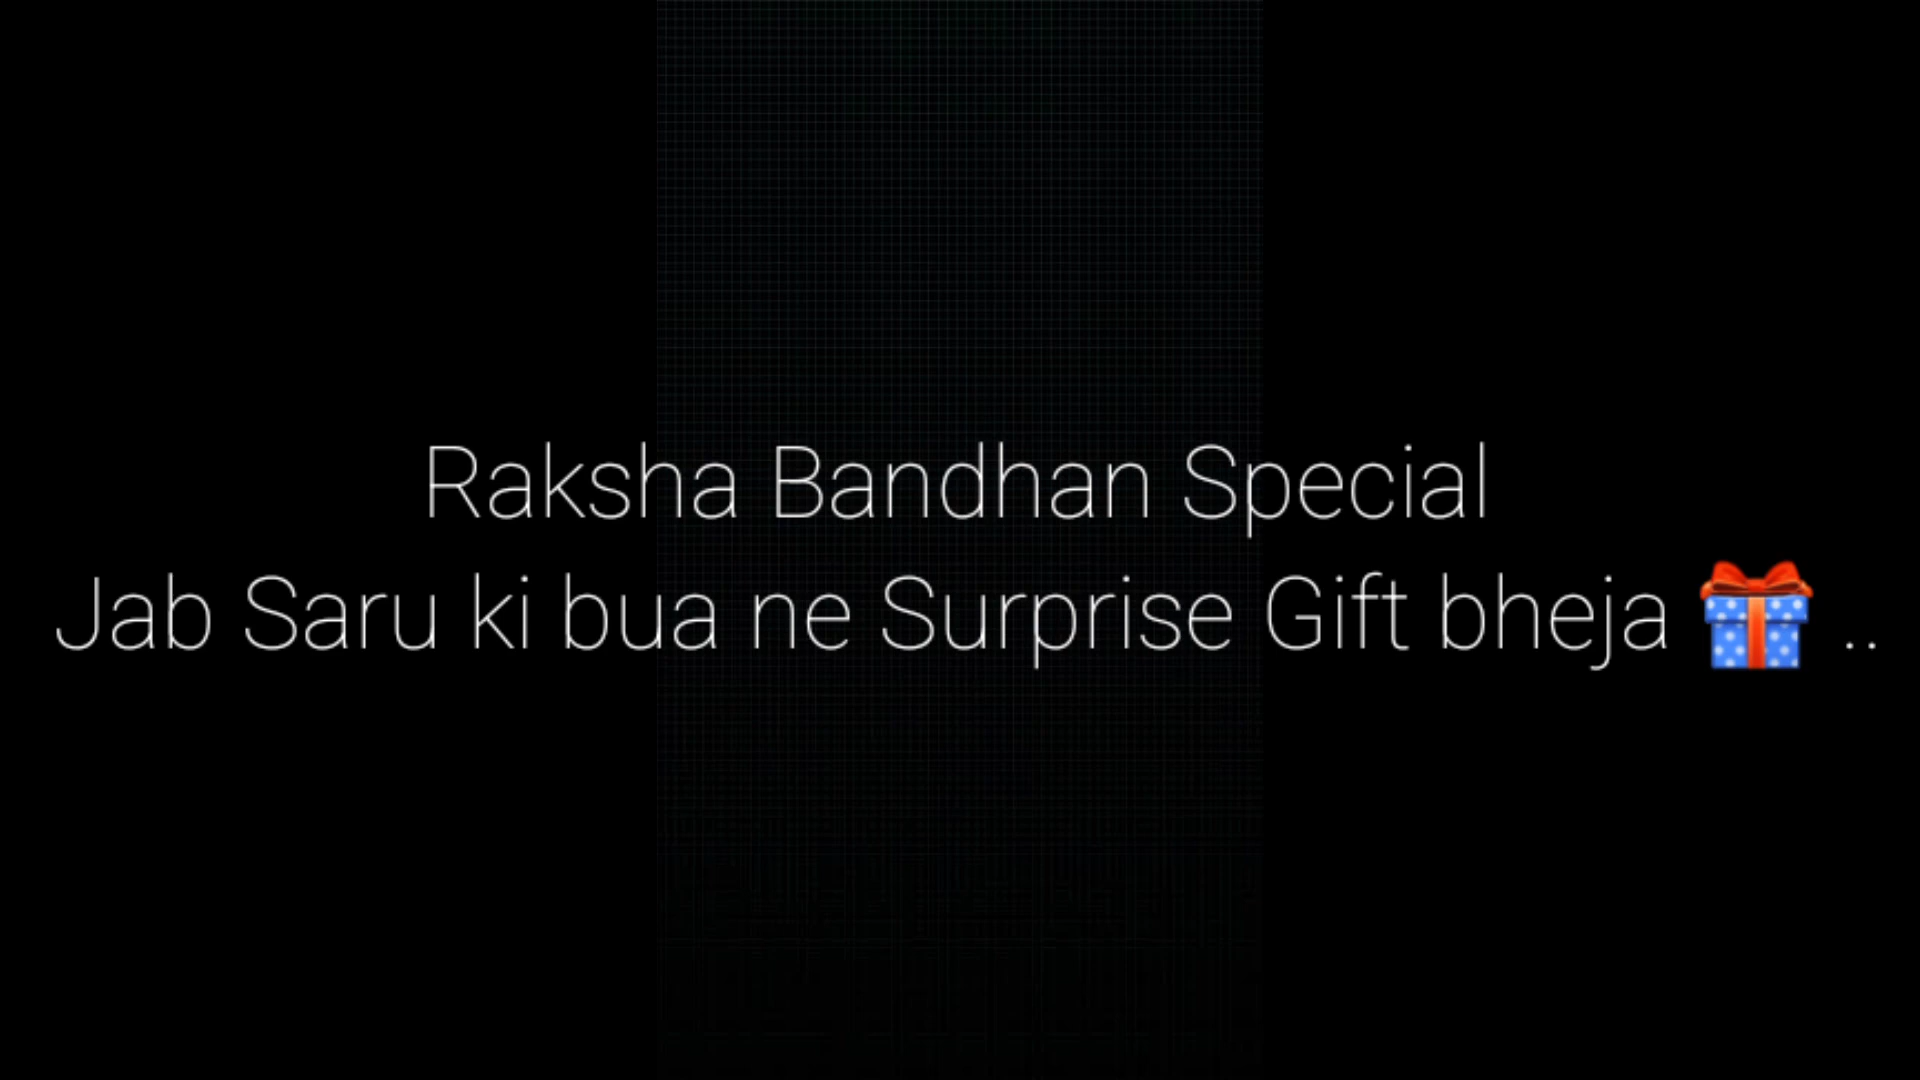 Raksha Bandhan Special
Jab Saru ki bua ne Surprise Gift bheja 🎁 ..